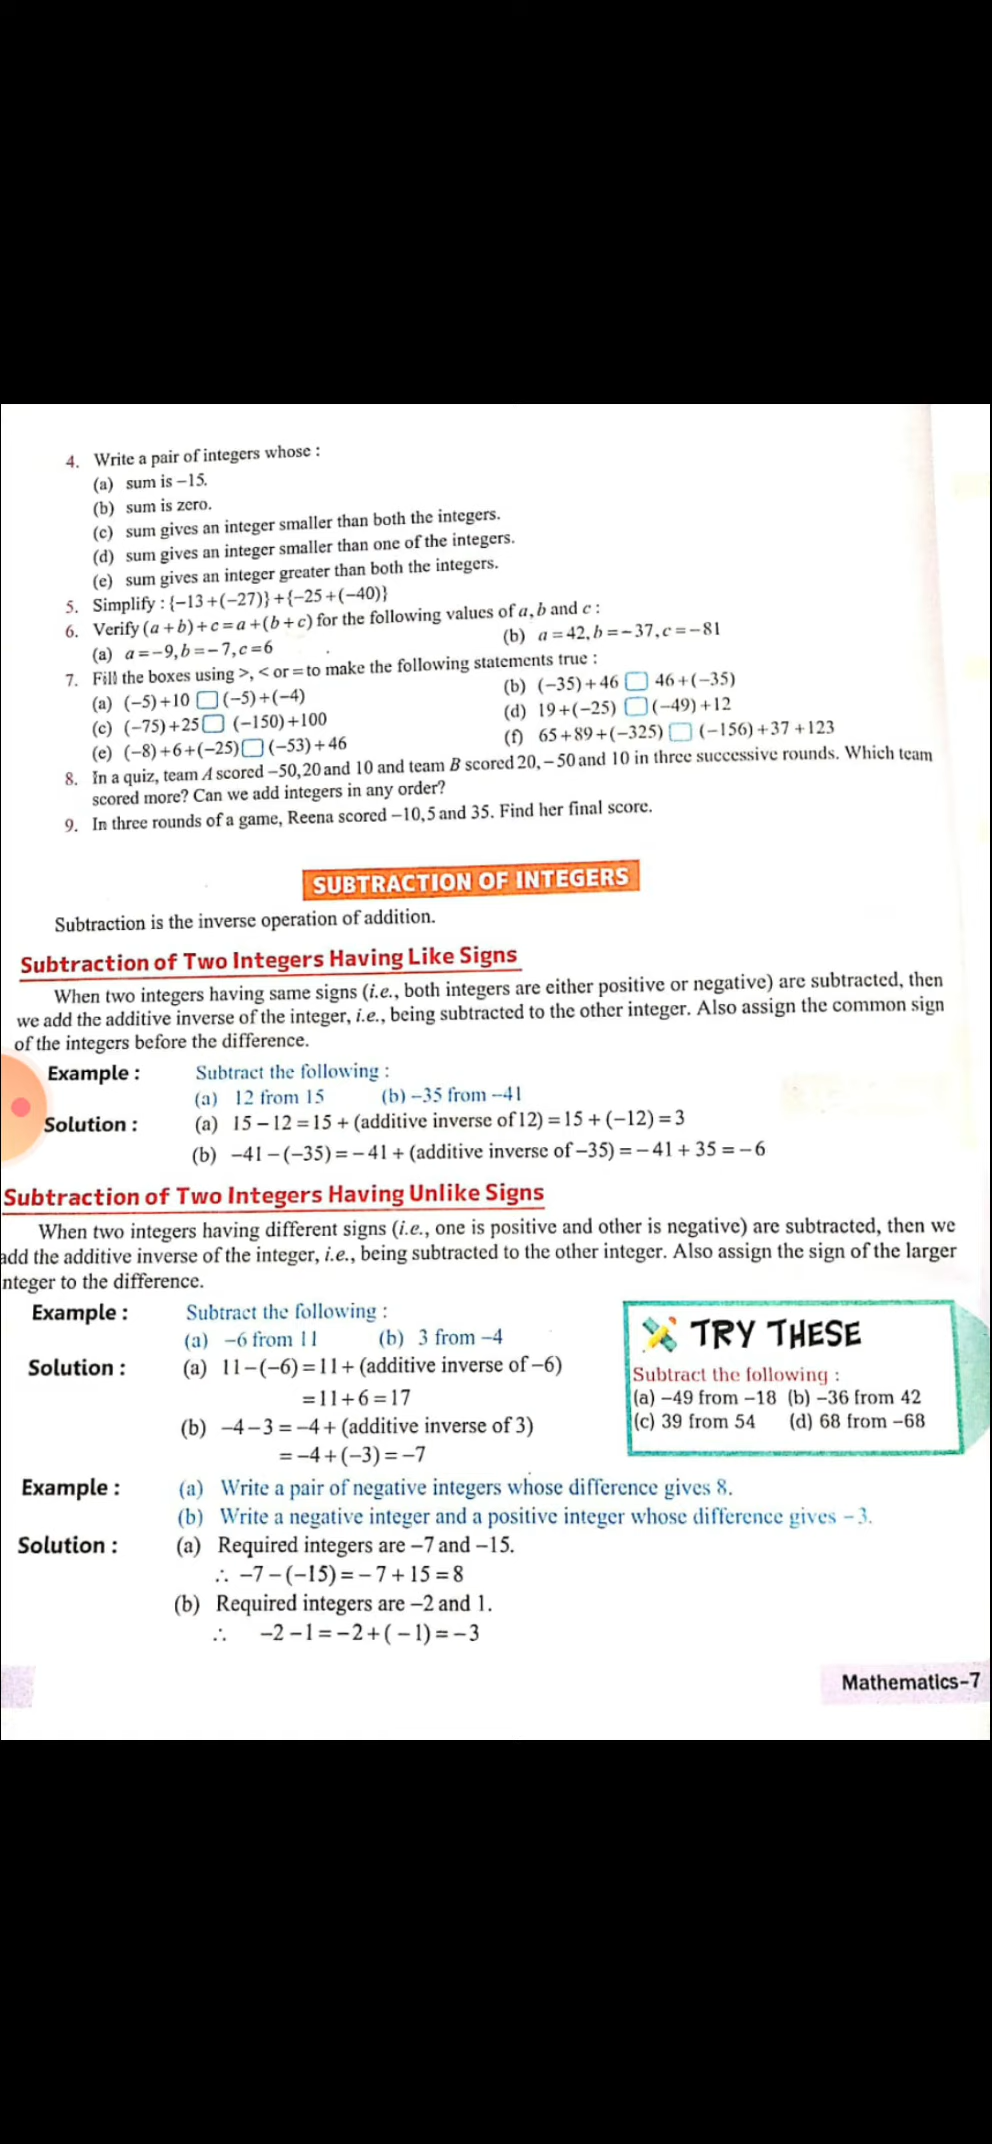 4. Write a pair of integers whose :
(a) sum is −15.
(b) sum is zero.
(c) sum gives an integer smaller than both the integers.
(d) sum gives an integer smaller than one of the integers.
(e) sum gives an integer greater than both the integers.
5. Simplify : {−13+(−27)}+{−25+(−40)}
6. Verify (a+b)+c=a+(b+c) for the following values of a, b and c :
(a) a=−9, b=−7, c=6 (b) a=42, b=−37, c=−81
7. Fill the boxes using >, < or = to make the following statements true :
(a) (−5)+10 □ (−5)+(−4) (b) (−35)+46 □ 46+(−35)
(c) (−75)+25 □ (−150)+100 (d) 19+(−25) □ (−49)+12
(e) (−8)+6+(−25) □ (−53)+46 (f) 65+89+(−325) □ (−156)+37+123
8. In a quiz, team A scored −50, 20 and 10 and team B scored 20, −50 and 10 in three successive rounds. Which team
scored more? Can we add integers in any order?
9. In three rounds of a game, Reena scored −10, 5 and 35. Find her final score.
SUBTRACTION OF INTEGERS
Subtraction is the inverse operation of addition.
Subtraction of Two Integers Having Like Signs
When two integers having same signs (i.e., both integers are either positive or negative) are subtracted, then
we add the additive inverse of the integer, i.e., being subtracted to the other integer. Also assign the common sign
of the integers before the difference.
Example : Subtract the following :
(a) 12 from 15 (b) −35 from −41
Solution : (a) 15 − 12 = 15 + (additive inverse of 12) = 15 + (−12) = 3
(b) −41 − (−35) = −41 + (additive inverse of −35) = −41 + 35 = −6
Subtraction of Two Integers Having Unlike Signs
When two integers having different signs (i.e., one is positive and other is negative) are subtracted, then we
add the additive inverse of the integer, i.e., being subtracted to the other integer. Also assign the sign of the larger
nteger to the difference.
Example : Subtract the following :
(a) −6 from 11 (b) 3 from −4
Solution : (a) 11−(−6)=11+ (additive inverse of −6)
=11+6=17
(b) −4−3 = −4+ (additive inverse of 3)
= −4+(−3) = −7
TRY THESE
Subtract the following :
(a) −49 from −18 (b) −36 from 42
(c) 39 from 54 (d) 68 from −68
Example : (a) Write a pair of negative integers whose difference gives 8.
(b) Write a negative integer and a positive integer whose difference gives −3.
Solution : (a) Required integers are −7 and −15.
∴ −7−(−15) = −7+15 = 8
(b) Required integers are −2 and 1.
∴ −2−1 = −2+(−1) = −3
Mathematics-7